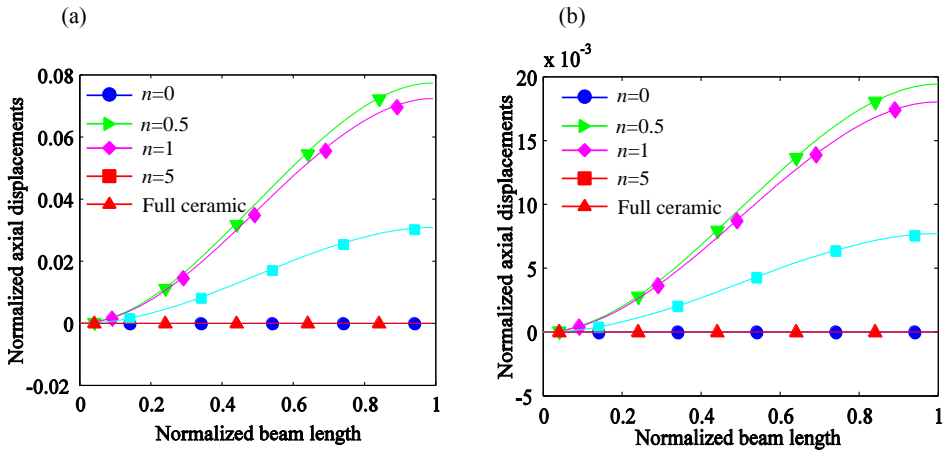 (a)
Normalized axial displacements
0.08
0.06
0.04
0.02
0
-0.02
n=0
n=0.5
n=1
n=5
Full ceramic
0
0.2
0.4
0.6
0.8
1
Normalized beam length
(b)
x 10⁻³
Normalized axial displacements
20
15
10
5
0
-5
n=0
n=0.5
n=1
n=5
Full ceramic
0
0.2
0.4
0.6
0.8
1
Normalized beam length